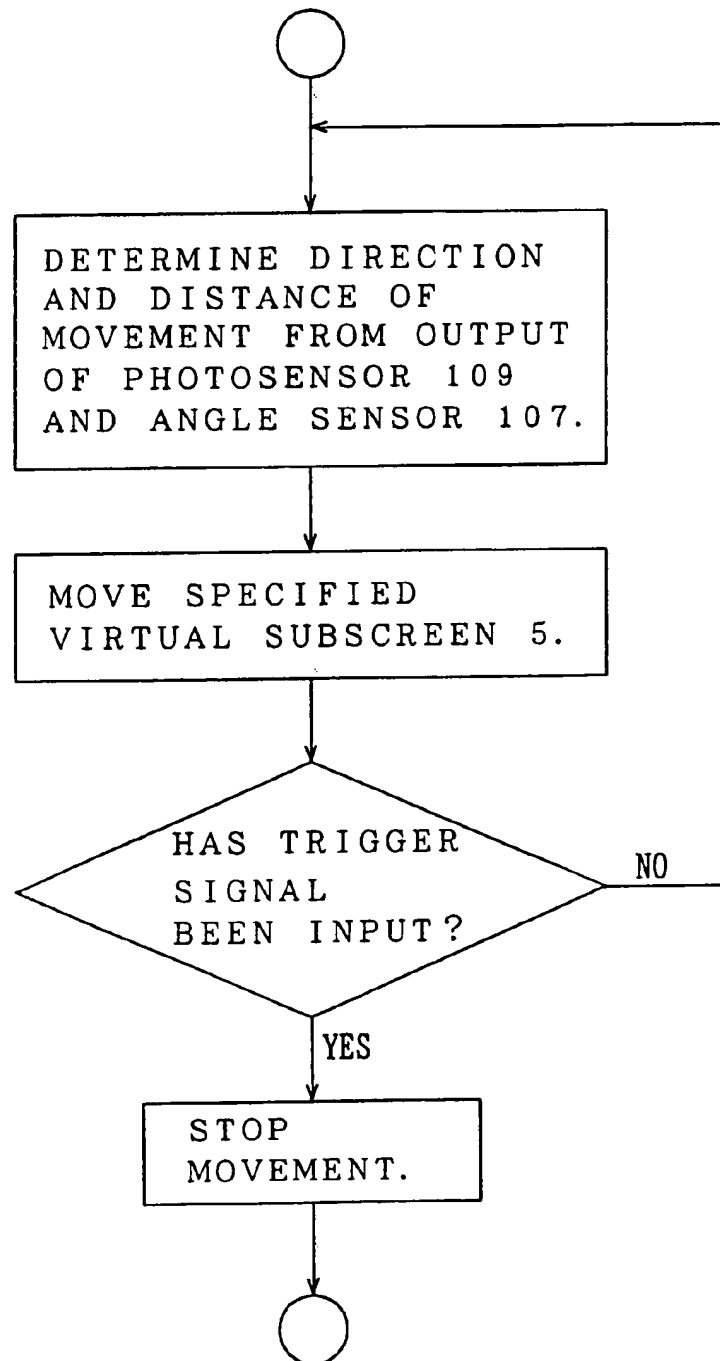 DETERMINE DIRECTION
AND DISTANCE OF
MOVEMENT FROM OUTPUT
OF PHOTOSENSOR 109
AND ANGLE SENSOR 107.
MOVE SPECIFIED
VIRTUAL SUBSCREEN 5.
HAS TRIGGER
SIGNAL
BEEN INPUT?
NO
YES
STOP
MOVEMENT.